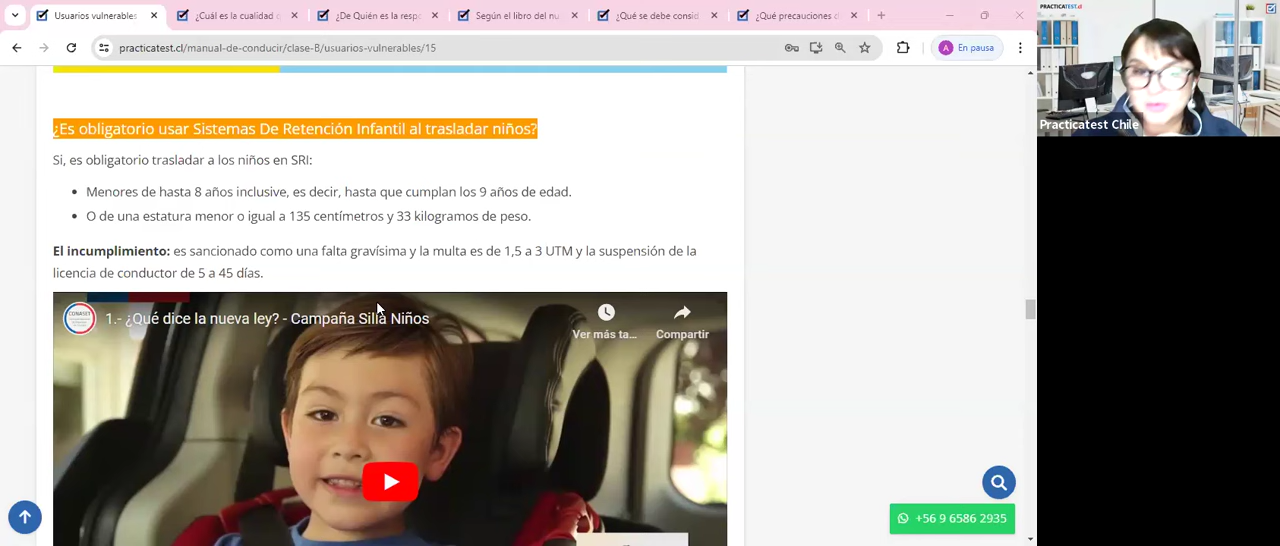 Usuarios vulnerables
¿Cuál es la cualidad d
¿De Quién es la resp
Según el libro del nu
¿Qué se debe consid
¿Qué precauciones d
practicatest.cl/manual-de-conducir/clase-B/usuarios-vulnerables/15
A En pausa
PRACTICATEST.cl
Practicatest Chile
¿Es obligatorio usar Sistemas De Retención Infantil al trasladar niños?
Si, es obligatorio trasladar a los niños en SRI:
Menores de hasta 8 años inclusive, es decir, hasta que cumplan los 9 años de edad.
O de una estatura menor o igual a 135 centímetros y 33 kilogramos de peso.
El incumplimiento: es sancionado como una falta gravísima y la multa es de 1,5 a 3 UTM y la suspensión de la
licencia de conductor de 5 a 45 días.
CONASET
1.- ¿Qué dice la nueva ley? - Campaña Silla Niños
Ver más ta...
Compartir
+56 9 6586 2935